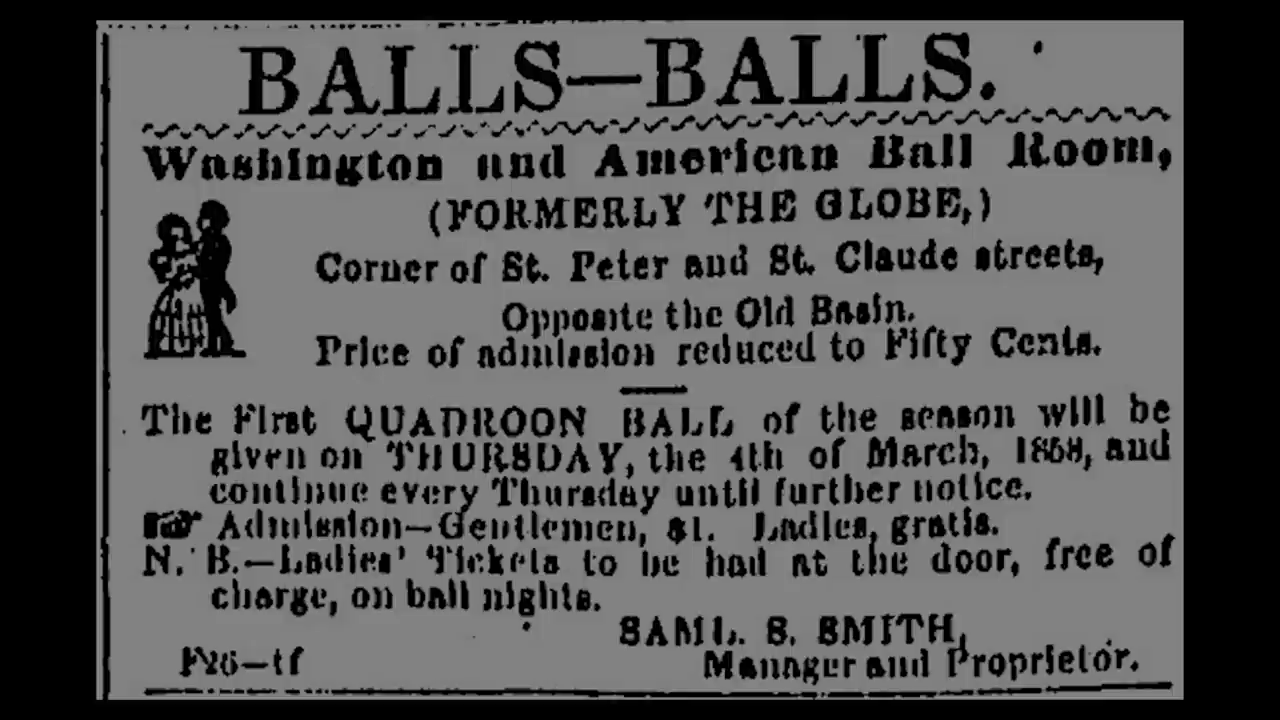 BALLS—BALLS.
Washington and American Ball Room,
(FORMERLY THE GLOBE,)
Corner of St. Peter and St. Claude streets,
Opposite the Old Basin.
Price of admission reduced to Fifty Cents.
The First QUADROON BALL of the season will be
given on THURSDAY, the 4th of March, 1858, and
continue every Thursday until further notice.
☞ Admission—Gentlemen, $1. Ladies, gratis.
N. B.—Ladies' Tickets to be had at the door, free of
charge, on ball nights.
SAML. S. SMITH,
F26—tf Manager and Proprietor.